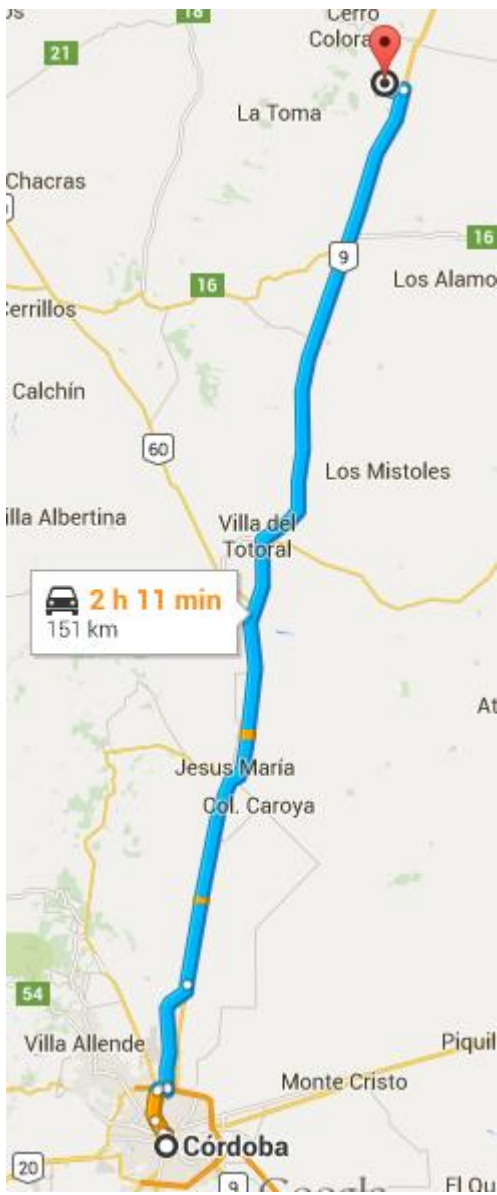 18
Cerro
Colora
21
La Toma
Chacras
16
9
16
Los Alamo
errillos
Calchín
60
Los Mistoles
illa Albertina
Villa del
Totoral
2 h 11 min
151 km
At
Jesus María
Col. Caroya
54
Villa Allende
Piquil
Monte Cristo
Córdoba
20
9
Google
El Qu